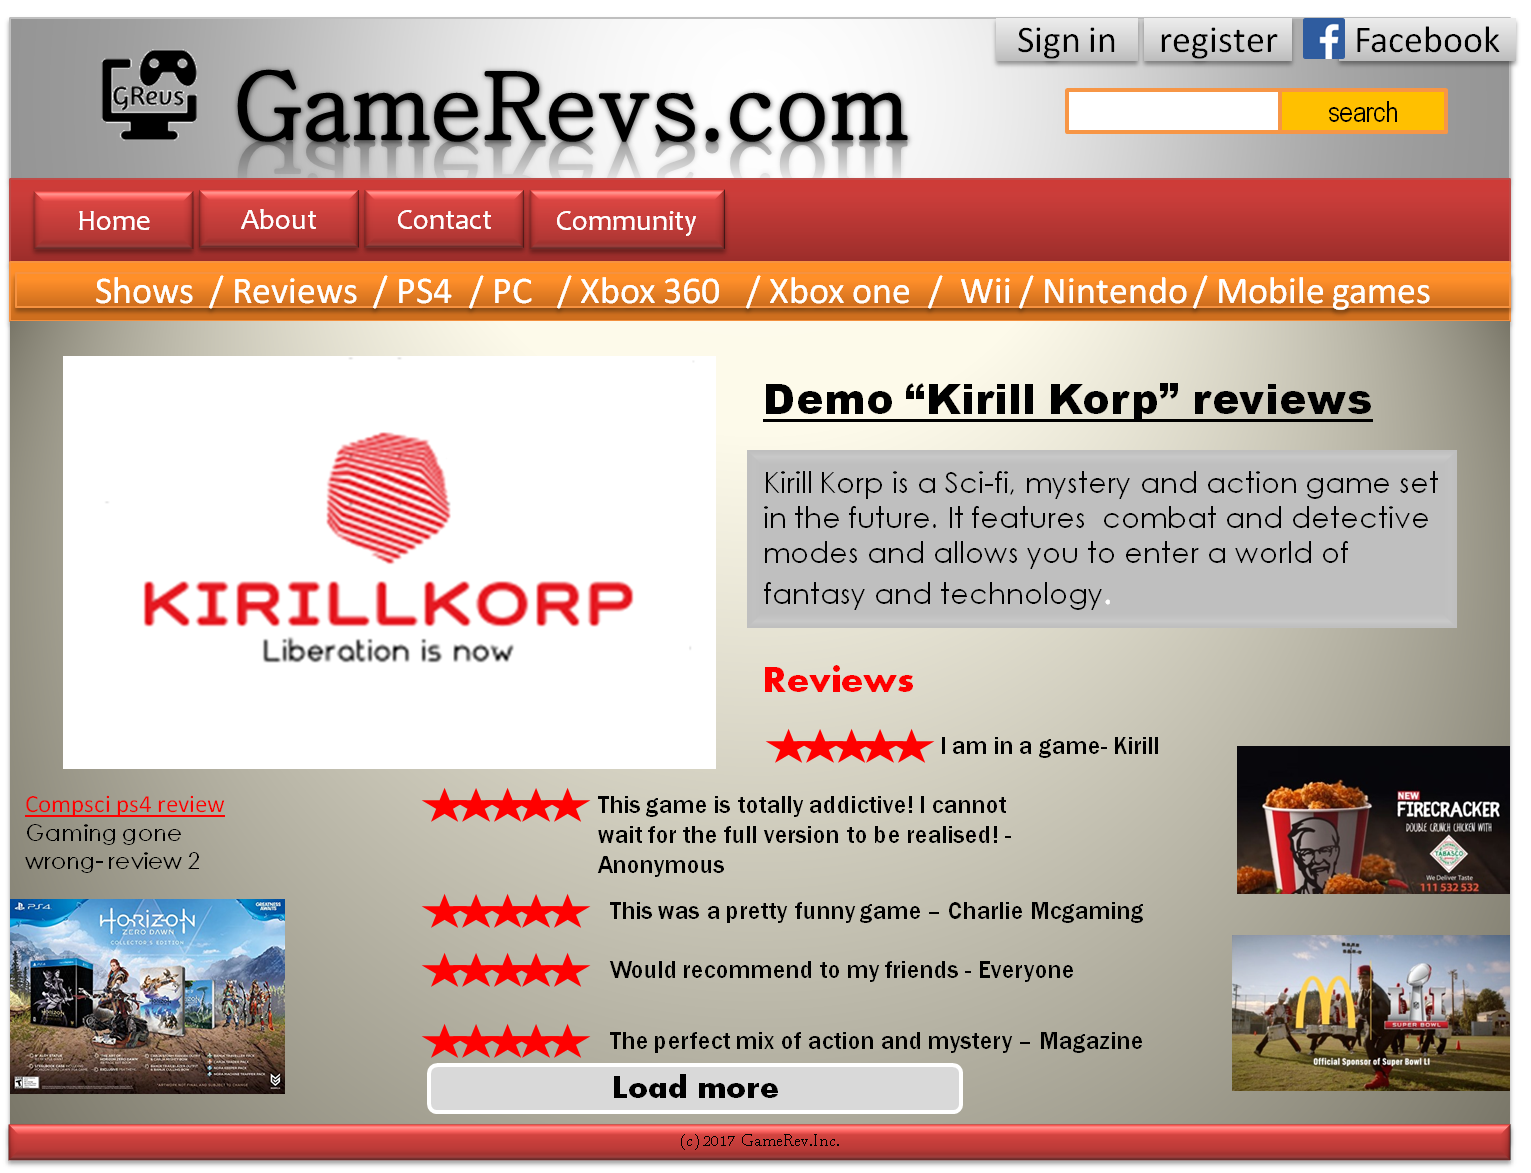 Sign in
register
Facebook
GRevs
GameRevs.com
search
Home
About
Contact
Community
Shows / Reviews / PS4 / PC / Xbox 360 / Xbox one / Wii / Nintendo / Mobile games
KIRILLKORP
Liberation is now
Demo “Kirill Korp” reviews
Kirill Korp is a Sci-fi, mystery and action game set
in the future. It features combat and detective
modes and allows you to enter a world of
fantasy and technology.
Reviews
I am in a game- Kirill
This game is totally addictive! I cannot
wait for the full version to be realised! -
Anonymous
This was a pretty funny game – Charlie Mcgaming
Would recommend to my friends - Everyone
The perfect mix of action and mystery – Magazine
Load more
Compsci ps4 review
Gaming gone
wrong- review 2
PS4
GREATNESS
AWAITS
HORIZON
ZERO DAWN
COLLECTOR'S EDITION
NEW
FIRECRACKER
DOUBLE CRUNCH CHICKEN WITH
TABASCO
We Deliver Taste
111 532 532
LI
SUPER BOWL
Official Sponsor of Super Bowl LI
(c) 2017 GameRev.Inc.